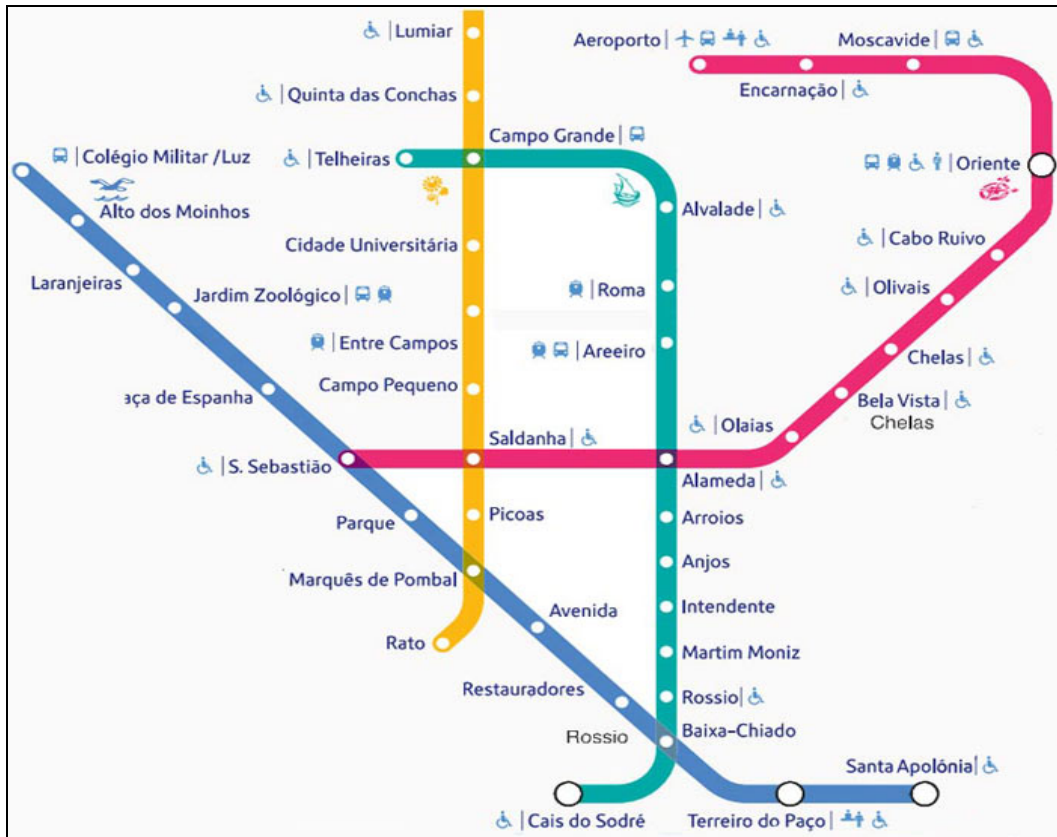 Lumiar
Aeroporto
Moscavide
Quinta das Conchas
Encarnação
Campo Grande
Colégio Militar /Luz
Telheiras
Oriente
Alto dos Moinhos
Alvalade
Cidade Universitária
Cabo Ruivo
Laranjeiras
Jardim Zoológico
Roma
Olivais
Entre Campos
Areeiro
Chelas
Campo Pequeno
aça de Espanha
Bela Vista
Chelas
Olaias
Saldanha
S. Sebastião
Alameda
Parque
Picoas
Arroios
Anjos
Marquês de Pombal
Avenida
Intendente
Rato
Martim Moniz
Restauradores
Rossio
Rossio
Baixa-Chiado
Santa Apolónia
Cais do Sodré
Terreiro do Paço